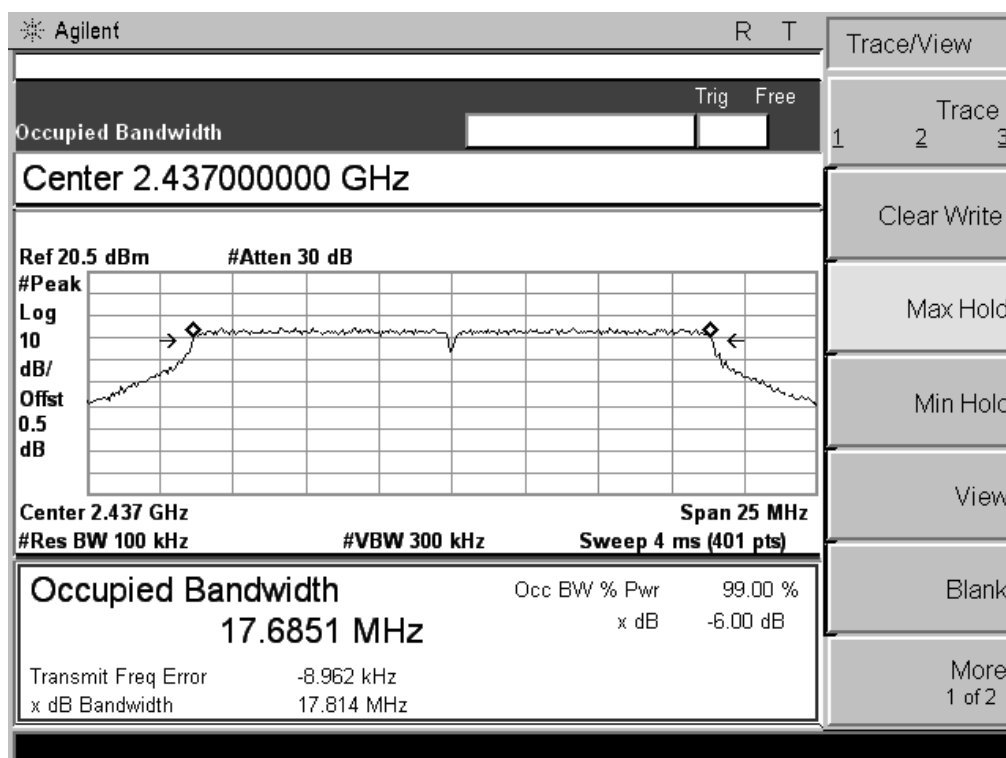 Agilent R T
Trace/View
Trig Free
Occupied Bandwidth
Trace
1 2 3
Center 2.437000000 GHz
Clear Write
Ref 20.5 dBm #Atten 30 dB
#Peak
Log
10
dB/
Offst
0.5
dB
Max Hold
Min Hold
Center 2.437 GHz Span 25 MHz
#Res BW 100 kHz #VBW 300 kHz Sweep 4 ms (401 pts)
View
Occupied Bandwidth
17.6851 MHz
Occ BW % Pwr 99.00 %
x dB -6.00 dB
Transmit Freq Error -8.962 kHz
x dB Bandwidth 17.814 MHz
Blank
More
1 of 2